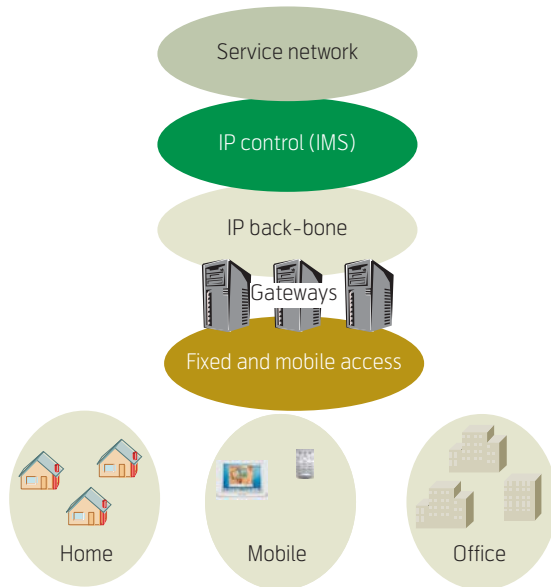 Service network
IP control (IMS)
IP back-bone
Gateways
Fixed and mobile access
Home
Mobile
Office